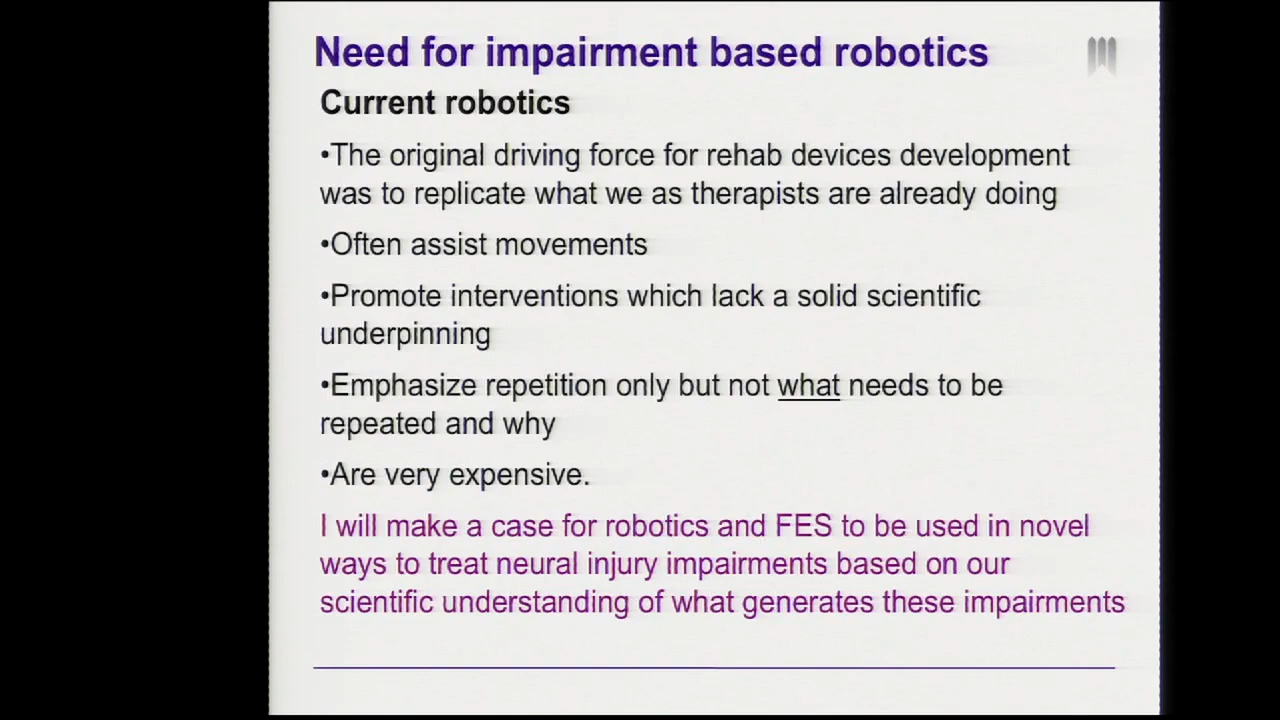 Need for impairment based robotics
Current robotics
•The original driving force for rehab devices development
was to replicate what we as therapists are already doing
•Often assist movements
•Promote interventions which lack a solid scientific
underpinning
•Emphasize repetition only but not what needs to be
repeated and why
•Are very expensive.
I will make a case for robotics and FES to be used in novel
ways to treat neural injury impairments based on our
scientific understanding of what generates these impairments